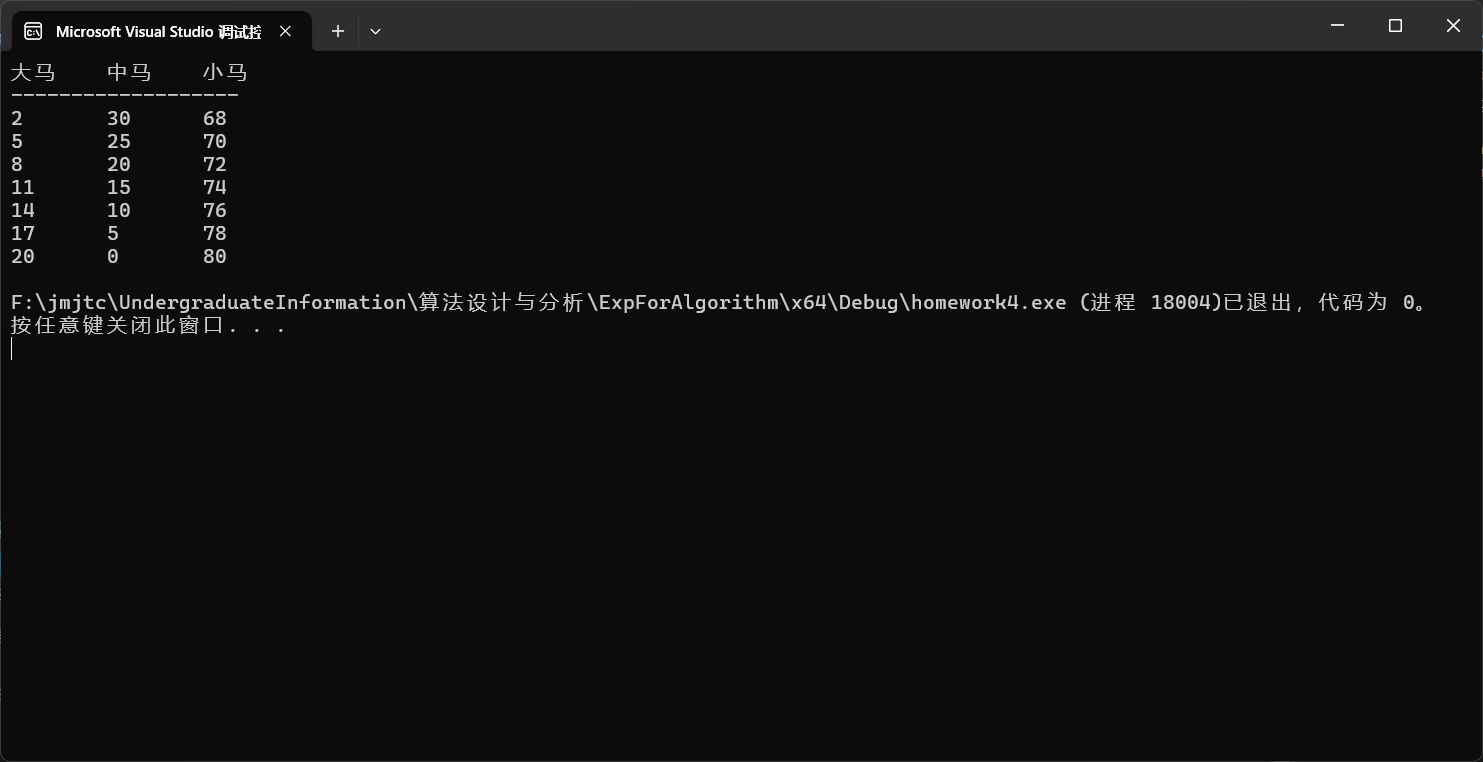 Microsoft Visual Studio 调试控
大马    中马    小马
-------------------
2       30      68
5       25      70
8       20      72
11      15      74
14      10      76
17      5       78
20      0       80
F:\jmjtc\UndergraduateInformation\算法设计与分析\ExpForAlgorithm\x64\Debug\homework4.exe (进程 18004)已退出，代码为 0。
按任意键关闭此窗口. . .